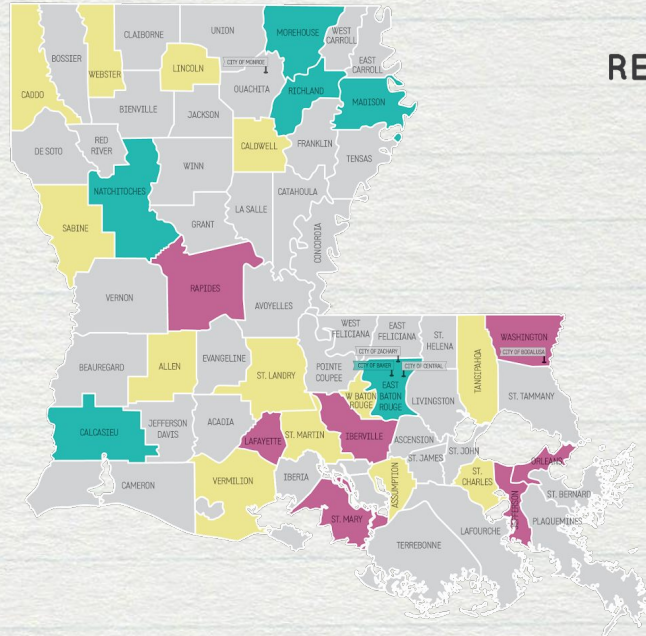 RE
CLAIBORNE
UNION
MOREHOUSE
WEST
CARROLL
EAST
CARROLL
BOSSIER
WEBSTER
LINCOLN
CITY OF MONROE
CADDO
OUACHITA
RICHLAND
MADISON
BIENVILLE
JACKSON
DE SOTO
RED
RIVER
CALDWELL
FRANKLIN
TENSAS
WINN
NATCHITOCHES
CATAHOULA
SABINE
LA SALLE
GRANT
CONCORDIA
RAPIDES
VERNON
AVOYELLES
WEST
FELICIANA
EAST
FELICIANA
ST.
HELENA
WASHINGTON
CITY OF ZACHARY
CITY OF BOGALUSA
BEAUREGARD
ALLEN
EVANGELINE
ST. LANDRY
POINTE
COUPEE
CITY OF BAKER
CITY OF CENTRAL
EAST
BATON
ROUGE
W BATON
ROUGE
LIVINGSTON
TANGIPAHOA
ST. TAMMANY
CALCASIEU
JEFFERSON
DAVIS
ACADIA
LAFAYETTE
ST. MARTIN
IBERVILLE
ASCENSION
ST. JAMES
ST. JOHN
ORLEANS
CAMERON
VERMILION
IBERIA
ASSUMPTION
ST.
CHARLES
JEFFERSON
ST. BERNARD
ST. MARY
PLAQUEMINES
LAFOURCHE
TERREBONNE